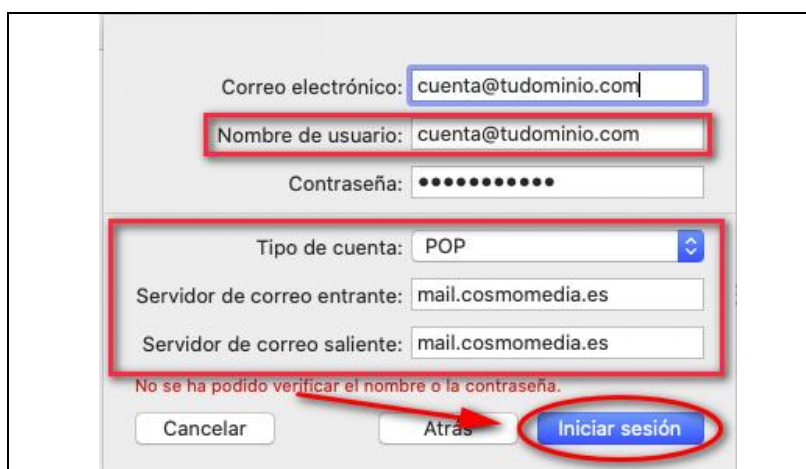 Correo electrónico: cuenta@tudominio.com
Nombre de usuario: cuenta@tudominio.com
Contraseña: •••••••••••
Tipo de cuenta: POP
Servidor de correo entrante: mail.cosmomedia.es
Servidor de correo saliente: mail.cosmomedia.es
No se ha podido verificar el nombre o la contraseña.
Cancelar Atrás Iniciar sesión